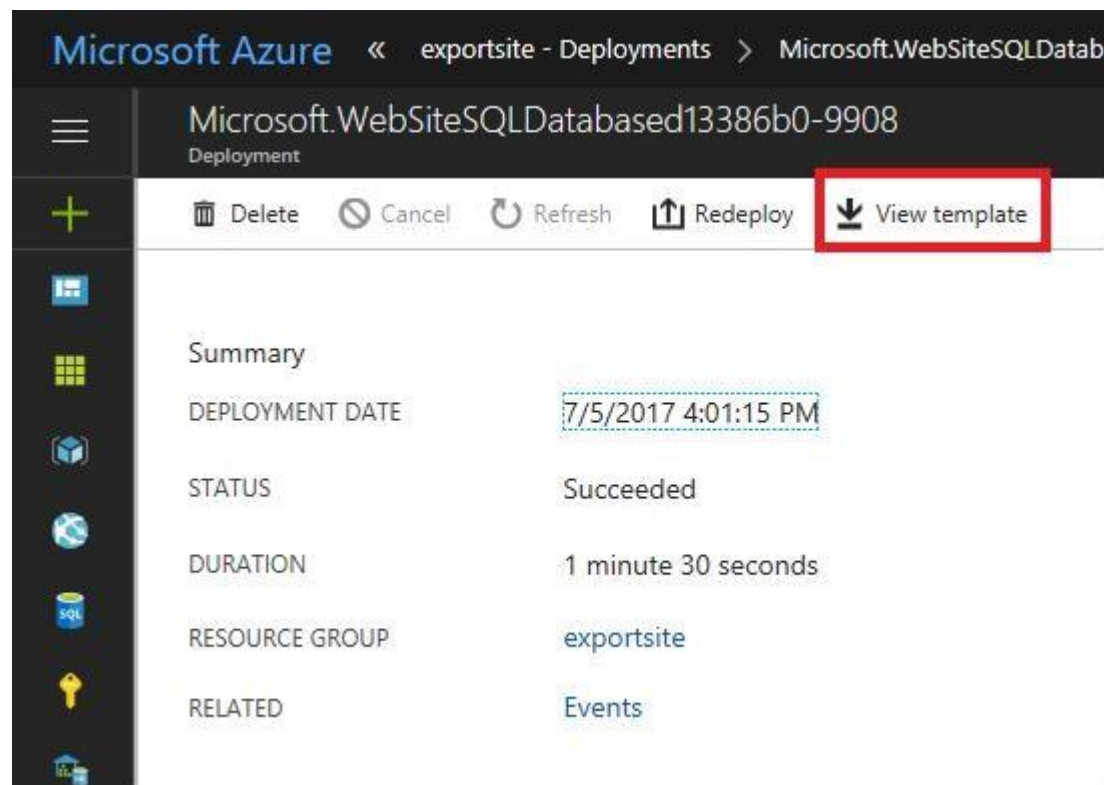 Microsoft Azure « exportsite - Deployments > Microsoft.WebSiteSQLDatab
Microsoft.WebSiteSQLDatabased13386b0-9908
Deployment
Delete Cancel Refresh Redeploy View template
Summary
DEPLOYMENT DATE 7/5/2017 4:01:15 PM
STATUS Succeeded
DURATION 1 minute 30 seconds
SQL
RESOURCE GROUP exportsite
RELATED Events